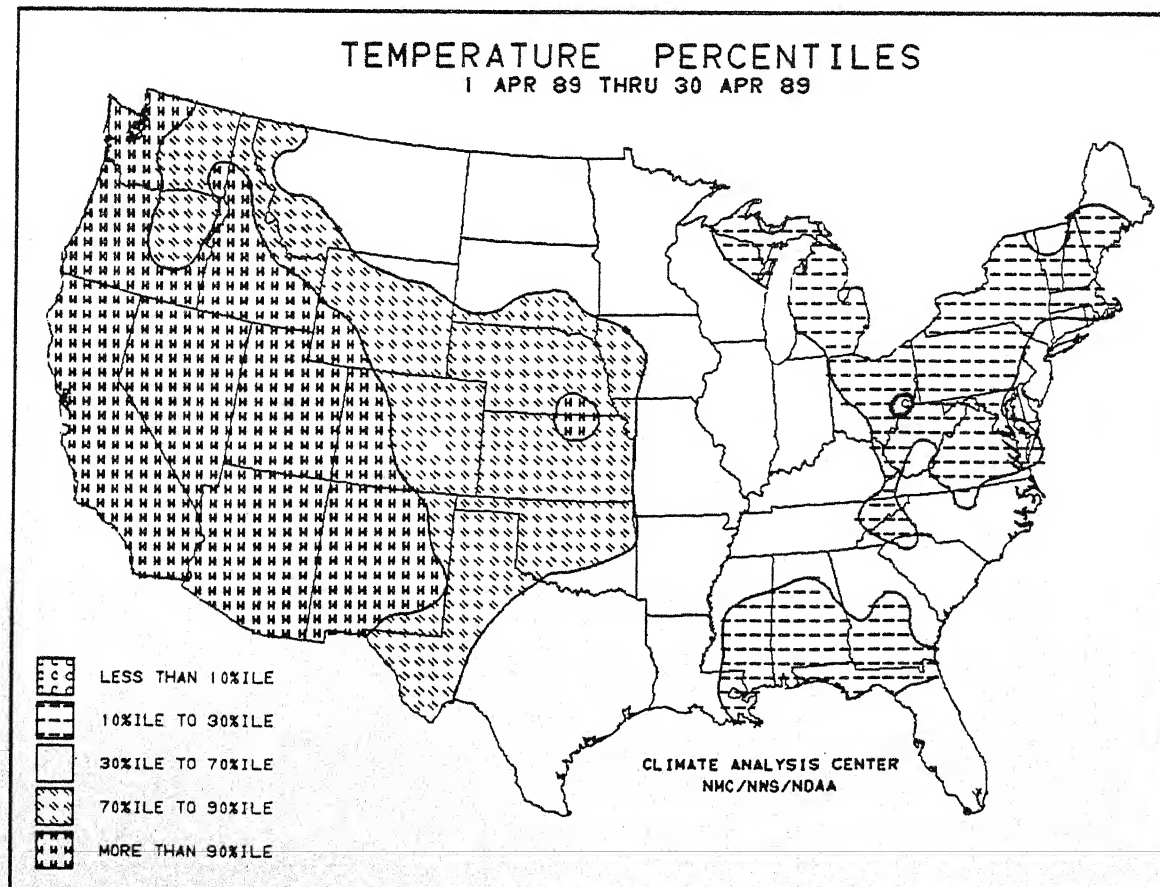 TEMPERATURE PERCENTILES
1 APR 89 THRU 30 APR 89
LESS THAN 10%ILE
10%ILE TO 30%ILE
30%ILE TO 70%ILE
70%ILE TO 90%ILE
MORE THAN 90%ILE
CLIMATE ANALYSIS CENTER
NMC/NWS/NOAA